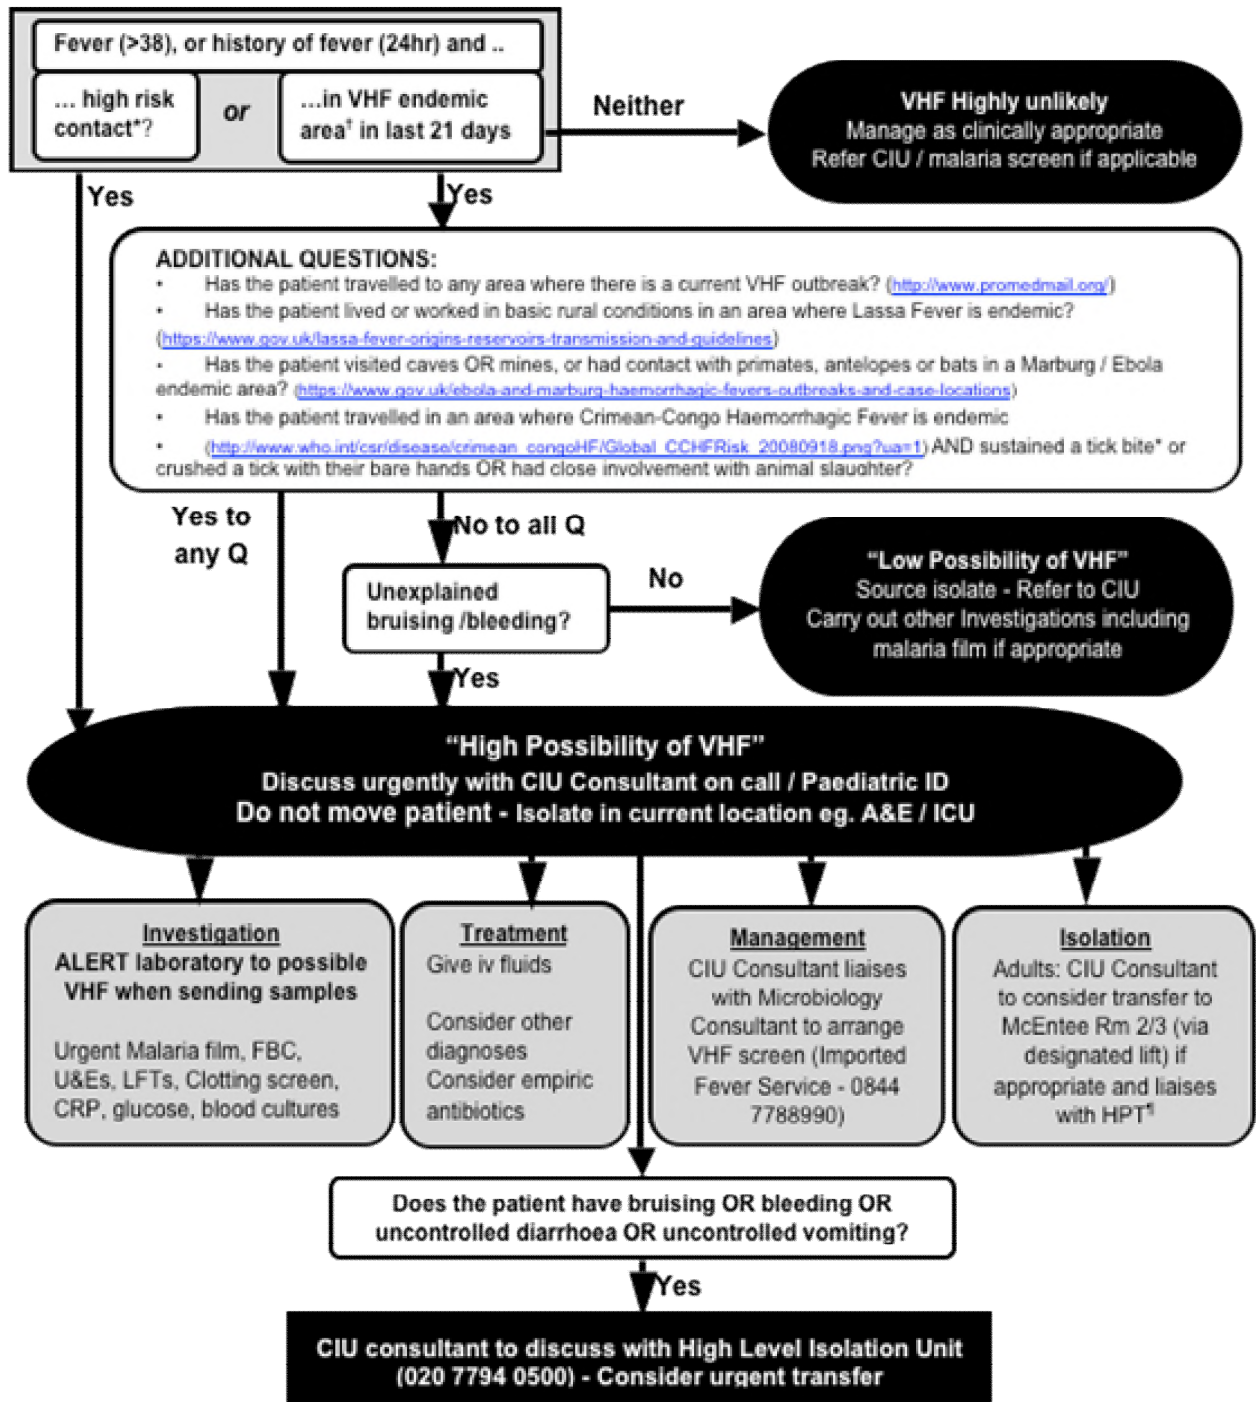 Fever (>38), or history of fever (24hr) and ..
… high risk
contact*?
or
…in VHF endemic
area† in last 21 days
Neither
VHF Highly unlikely
Manage as clinically appropriate
Refer CIU / malaria screen if applicable
Yes
Yes
ADDITIONAL QUESTIONS:
• Has the patient travelled to any area where there is a current VHF outbreak? (http://www.promedmail.org/)
• Has the patient lived or worked in basic rural conditions in an area where Lassa Fever is endemic?
(https://www.gov.uk/lassa-fever-origins-reservoirs-transmission-and-guidelines)
• Has the patient visited caves OR mines, or had contact with primates, antelopes or bats in a Marburg / Ebola
endemic area? (https://www.gov.uk/ebola-and-marburg-haemorrhagic-fevers-outbreaks-and-case-locations)
• Has the patient travelled in an area where Crimean-Congo Haemorrhagic Fever is endemic
• (http://www.who.int/csr/disease/crimean_congoHF/Global_CCHFRisk_20080918.png?ua=1) AND sustained a tick bite* or
crushed a tick with their bare hands OR had close involvement with animal slaughter?
Yes to
any Q
No to all Q
Unexplained
bruising /bleeding?
No
“Low Possibility of VHF”
Source isolate - Refer to CIU
Carry out other Investigations including
malaria film if appropriate
Yes
“High Possibility of VHF”
Discuss urgently with CIU Consultant on call / Paediatric ID
Do not move patient - Isolate in current location eg. A&E / ICU
Investigation
ALERT laboratory to possible
VHF when sending samples
Urgent Malaria film, FBC,
U&Es, LFTs, Clotting screen,
CRP, glucose, blood cultures
Treatment
Give iv fluids
Consider other
diagnoses
Consider empiric
antibiotics
Management
CIU Consultant liaises
with Microbiology
Consultant to arrange
VHF screen (Imported
Fever Service - 0844
7788990)
Isolation
Adults: CIU Consultant
to consider transfer to
McEntee Rm 2/3 (via
designated lift) if
appropriate and liaises
with HPT¶
Does the patient have bruising OR bleeding OR
uncontrolled diarrhoea OR uncontrolled vomiting?
Yes
CIU consultant to discuss with High Level Isolation Unit
(020 7794 0500) - Consider urgent transfer